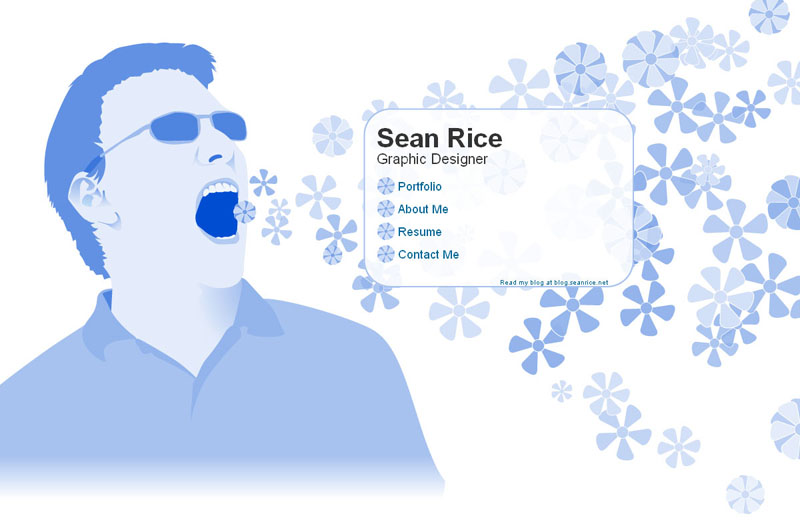 Sean Rice
Graphic Designer
Portfolio
About Me
Resume
Contact Me
Read my blog at blog.seanrice.net